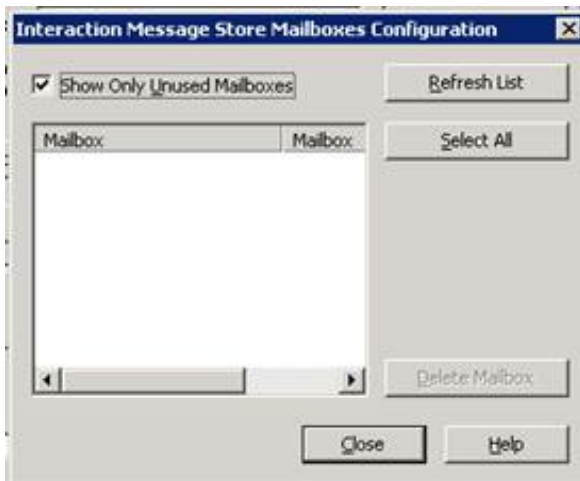 Interaction Message Store Mailboxes Configuration
Show Only Unused Mailboxes
Refresh List
Mailbox Mailbox
Select All
Delete Mailbox
Close Help